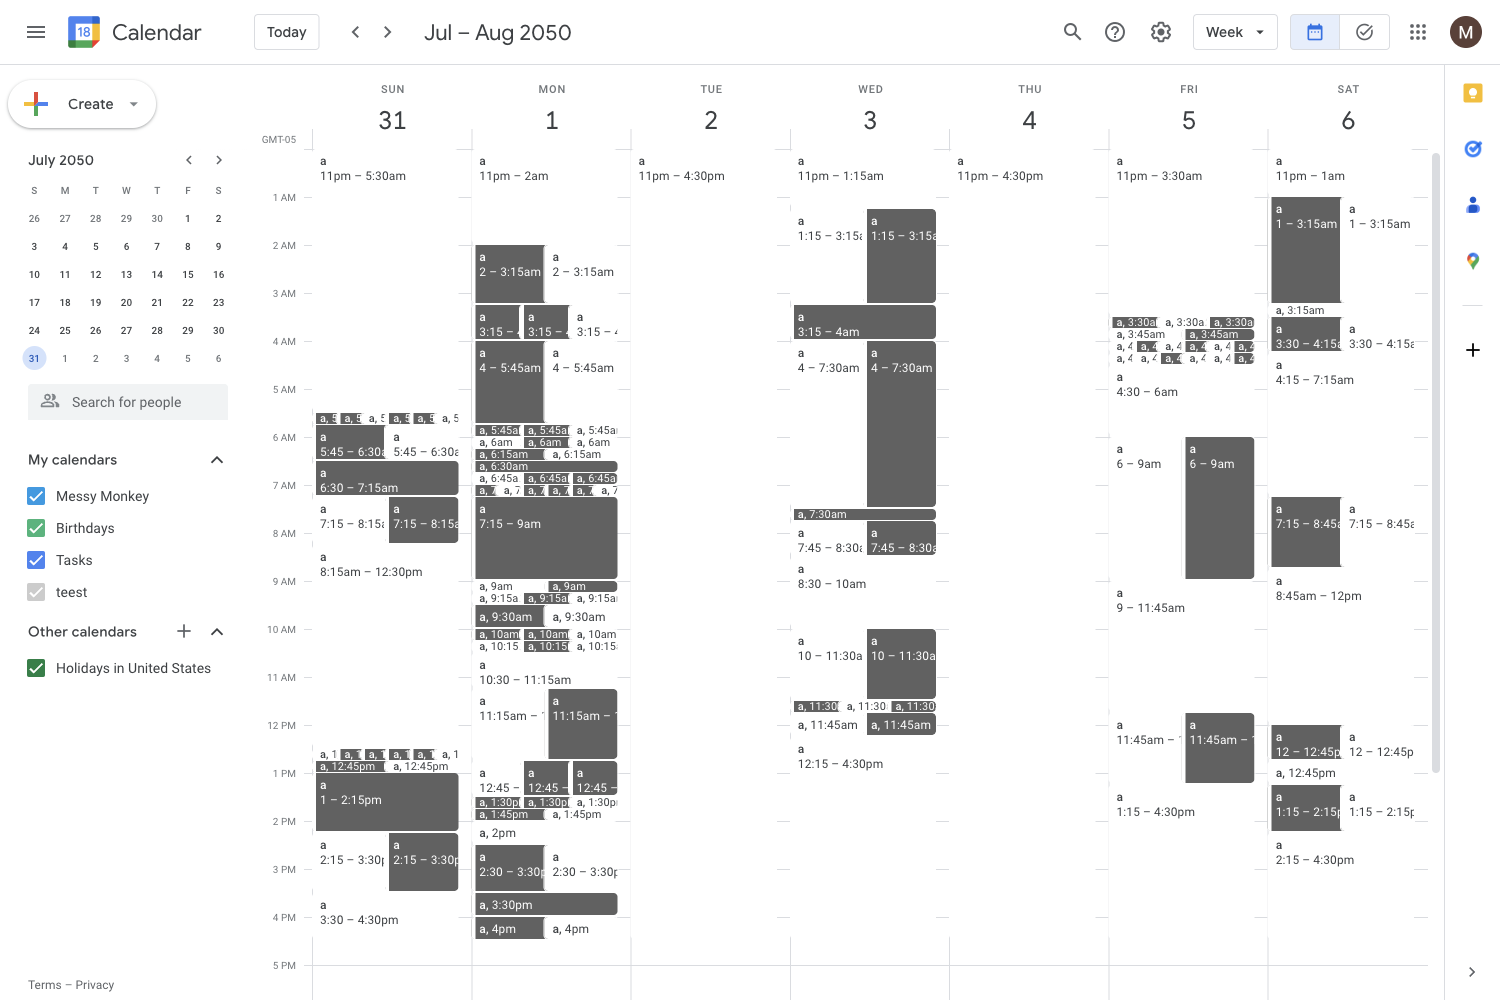 18
Calendar
Today
Jul – Aug 2050
Week
M
Create
July 2050
S M T W T F S
26 27 28 29 30 1 2
3 4 5 6 7 8 9
10 11 12 13 14 15 16
17 18 19 20 21 22 23
24 25 26 27 28 29 30
31 1 2 3 4 5 6
Search for people
My calendars
Messy Monkey
Birthdays
Tasks
teest
Other calendars
Holidays in United States
Terms – Privacy
GMT-05
1 AM
2 AM
3 AM
4 AM
5 AM
6 AM
7 AM
8 AM
9 AM
10 AM
11 AM
12 PM
1 PM
2 PM
3 PM
4 PM
5 PM
SUN
31
a
11pm – 5:30am
a, 5 a, 5 a, 5 a, 5 a, 5 a, 5
a a
5:45 – 6:30a 5:45 – 6:30a
a
6:30 – 7:15am
a a
7:15 – 8:15a 7:15 – 8:15a
a
8:15am – 12:30pm
a, 1 a, 1 a, 1 a, 1 a, 1 a, 1
a, 12:45pm a, 12:45pm
a
1 – 2:15pm
a a
2:15 – 3:30p 2:15 – 3:30p
a
3:30 – 4:30pm
MON
1
a
11pm – 2am
a a
2 – 3:15am 2 – 3:15am
a a a
3:15 – 4 3:15 – 4 3:15 – 4
a a
4 – 5:45am 4 – 5:45am
a, 5:45a a, 5:45a a, 5:45a
a, 6am a, 6am a, 6am
a, 6:15am a, 6:15am
a, 6:30am
a, 6:45a a, 6:45a a, 6:45a
a, 7 a, 7 a, 7 a, 7 a, 7 a, 7
a
7:15 – 9am
a, 9am a, 9am
a, 9:15a a, 9:15a a, 9:15a
a, 9:30am a, 9:30am
a, 10am a, 10am a, 10am
a, 10:15 a, 10:15 a, 10:15
a
10:30 – 11:15am
a a
11:15am – 11:15am –
a a a
12:45 – 12:45 – 12:45 –
a, 1:30p a, 1:30p a, 1:30p
a, 1:45pm a, 1:45pm
a, 2pm
a a
2:30 – 3:30p 2:30 – 3:30p
a, 3:30pm
a, 4pm a, 4pm
TUE
2
a
11pm – 4:30pm
WED
3
a
11pm – 1:15am
a a
1:15 – 3:15a 1:15 – 3:15a
a
3:15 – 4am
a a
4 – 7:30am 4 – 7:30am
a, 7:30am
a a
7:45 – 8:30a 7:45 – 8:30a
a
8:30 – 10am
a a
10 – 11:30a 10 – 11:30a
a, 11:30 a, 11:30 a, 11:30
a, 11:45am a, 11:45am
a
12:15 – 4:30pm
THU
4
a
11pm – 4:30pm
FRI
5
a
11pm – 3:30am
a, 3:30a a, 3:30a a, 3:30a
a, 3:45am a, 3:45am
a, 4 a, 4 a, 4 a, 4 a, 4 a, 4
a, 4 a, 4 a, 4 a, 4 a, 4 a, 4
a
4:30 – 6am
a a
6 – 9am 6 – 9am
a
9 – 11:45am
a a
11:45am – 11:45am –
a
1:15 – 4:30pm
SAT
6
a
11pm – 1am
a a
1 – 3:15am 1 – 3:15am
a, 3:15am
a a
3:30 – 4:15a 3:30 – 4:15a
a
4:15 – 7:15am
a a
7:15 – 8:45a 7:15 – 8:45a
a
8:45am – 12pm
a a
12 – 12:45p 12 – 12:45p
a, 12:45pm
a a
1:15 – 2:15p 1:15 – 2:15p
a
2:15 – 4:30pm